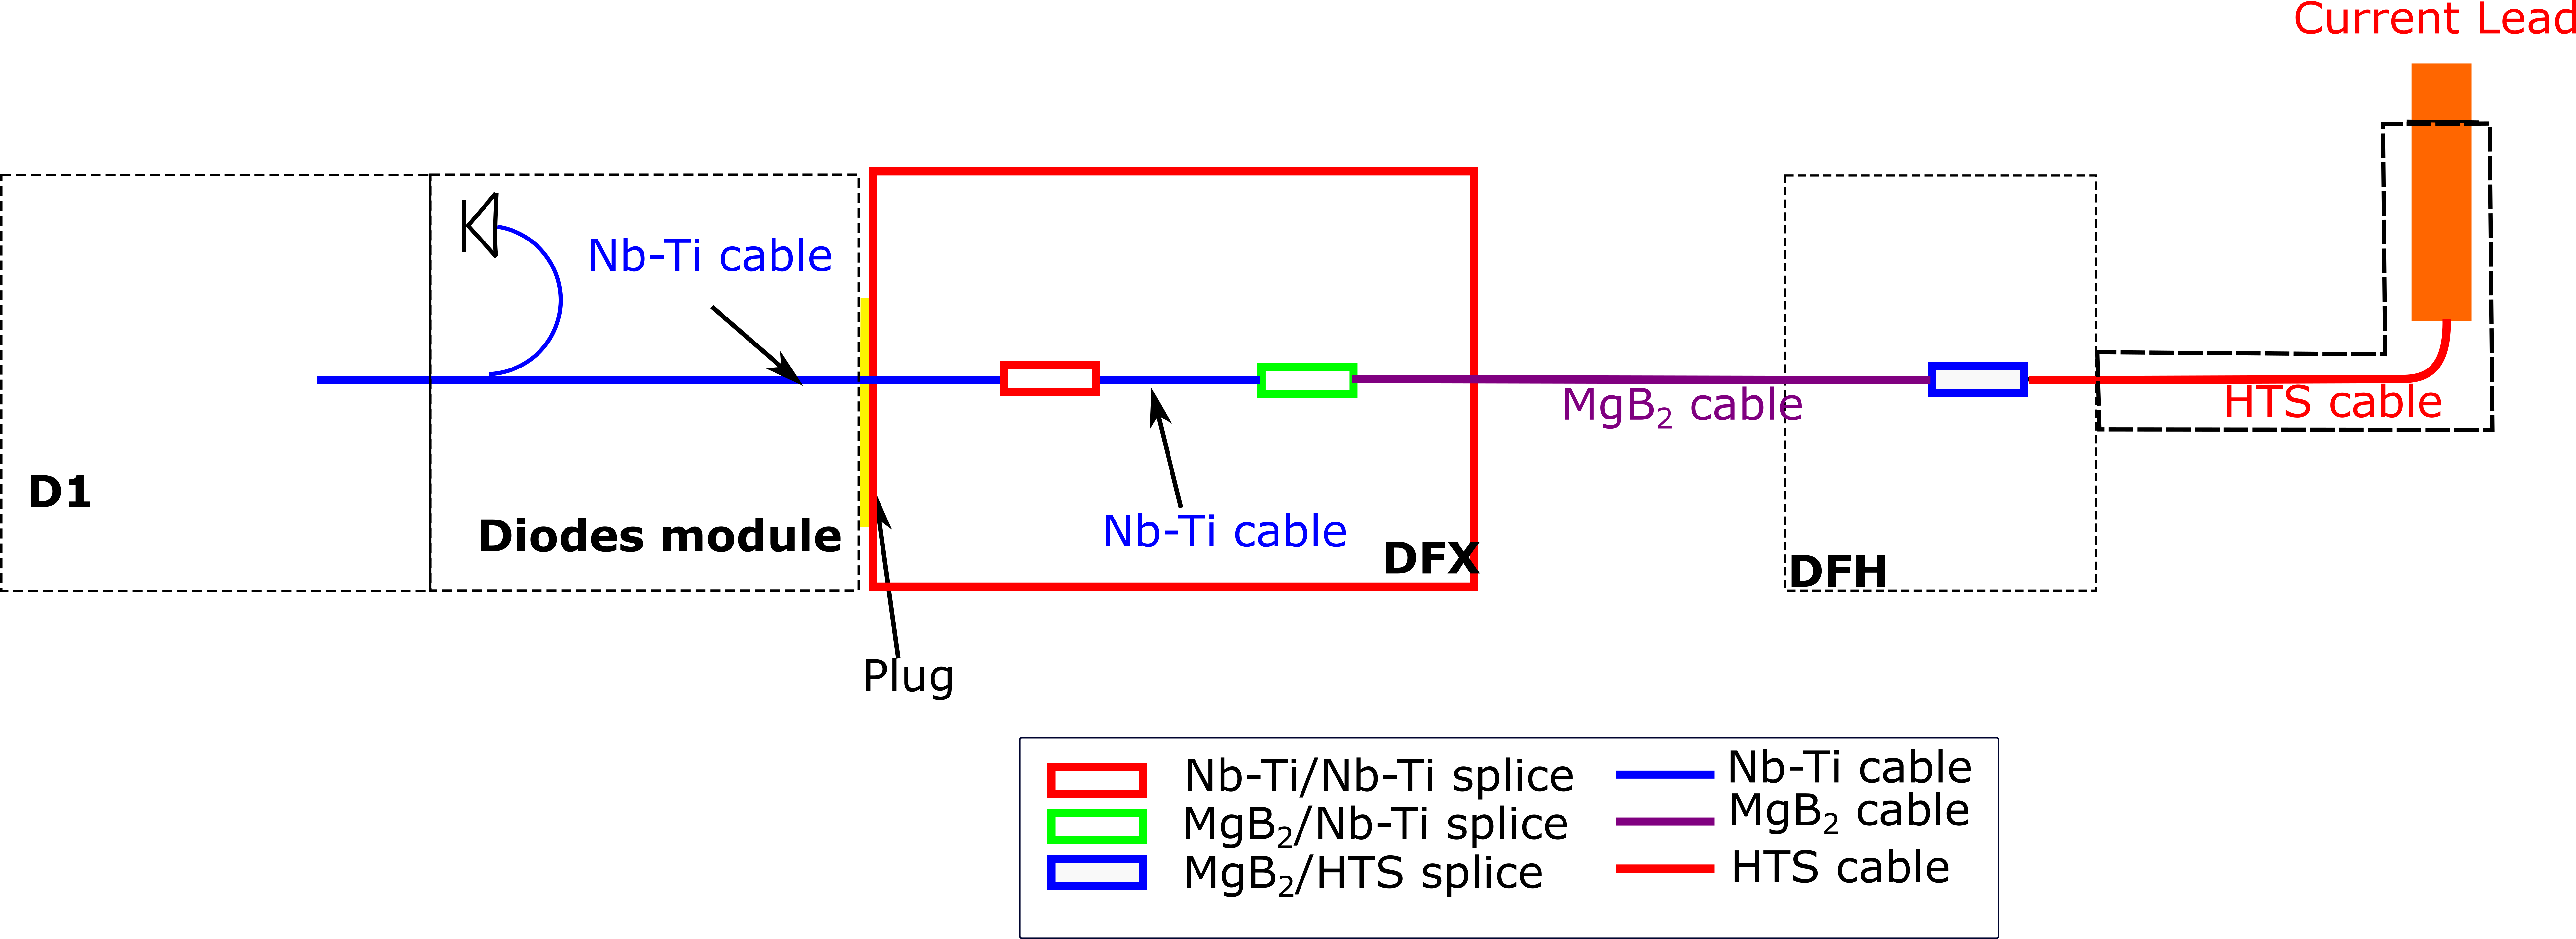 Current Lead
Nb-Ti cable
MgB₂ cable
HTS cable
D1
Diodes module
Nb-Ti cable
DFX
DFH
Plug
Nb-Ti/Nb-Ti splice
Nb-Ti cable
MgB₂/Nb-Ti splice
MgB₂ cable
MgB₂/HTS splice
HTS cable